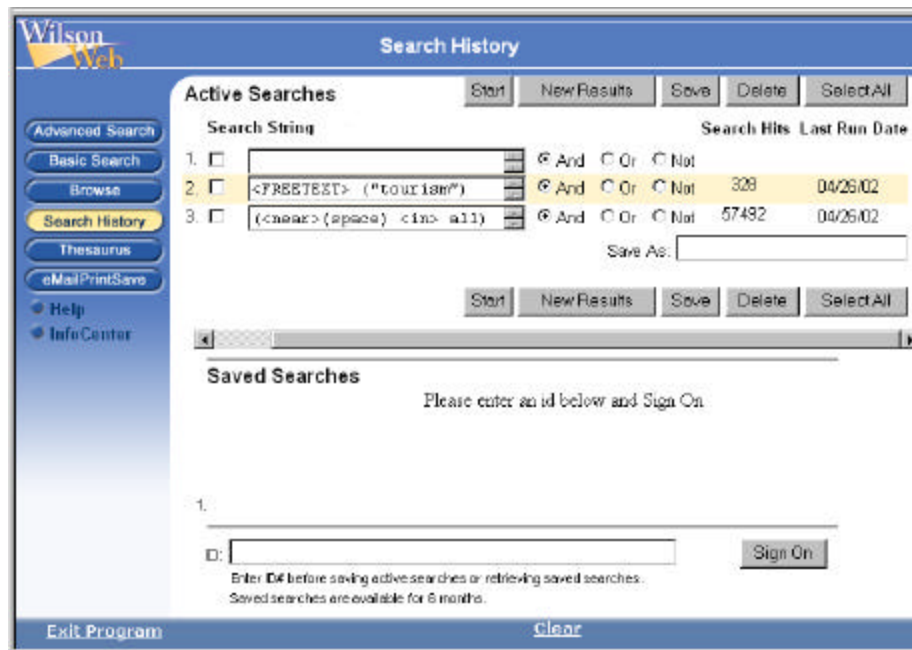 Wilson
Web
Search History
Active Searches
Start New Results Save Delete Select All
Search String
Search Hits Last Run Date
Advanced Search
Basic Search
Browse
Search History
Thesaurus
eMailPrintSave
Help
InfoCenter
1. And Or Not
2. <FREETEXT> ("tourism") And Or Not 328 04/26/02
3. (<near>(space) <in> all) And Or Not 57492 04/26/02
Save As:
Start New Results Save Delete Select All
Saved Searches
Please enter an id below and Sign On
1.
ID: Sign On
Enter ID# before saving active searches or retrieving saved searches.
Saved searches are available for 6 months.
Exit Program Clear